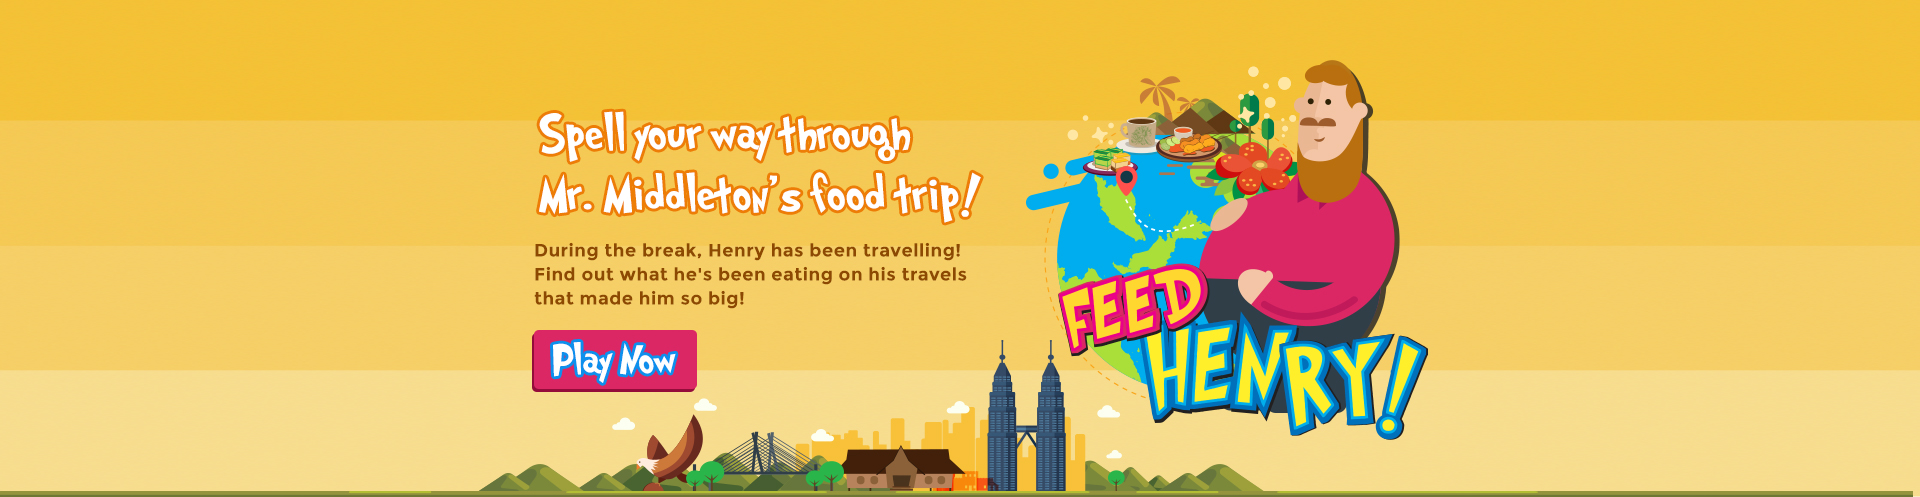 Spell your way through
Mr. Middleton's food trip!
During the break, Henry has been travelling!
Find out what he's been eating on his travels
that made him so big!
Play Now
FEED
HENRY!